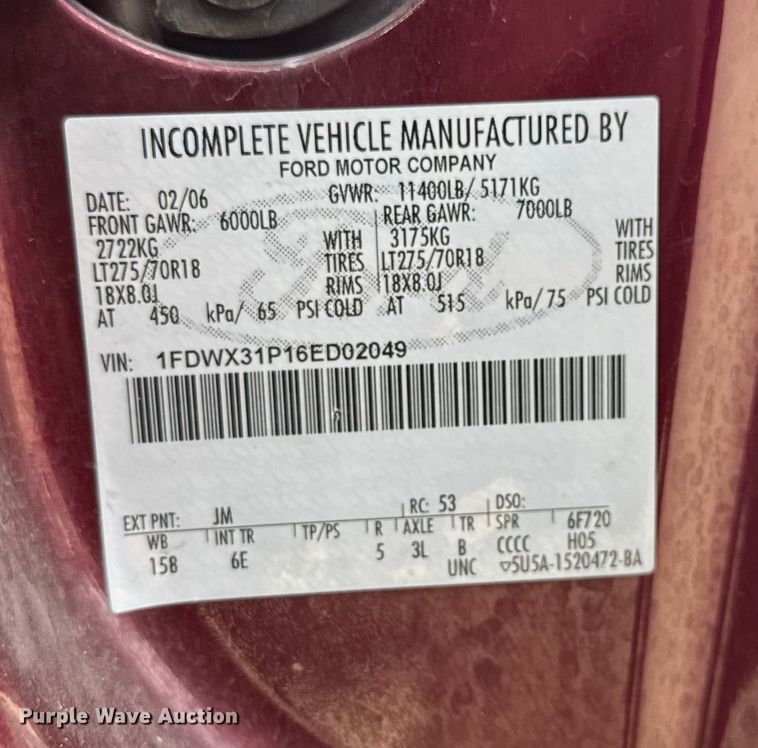 INCOMPLETE VEHICLE MANUFACTURED BY
FORD MOTOR COMPANY
DATE: 02/06 GVWR: 11400LB/ 5171KG
FRONT GAWR: 6000LB REAR GAWR: 7000LB
2722KG WITH 3175KG WITH
LT275/70R18 TIRES LT275/70R18 TIRES
18X8.0J RIMS 18X8.0J RIMS
AT 450 kPa/ 65 PSI COLD AT 515 kPa/ 75 PSI COLD
VIN: 1FDWX31P16ED02049
EXT PNT: JM RC: 53 DSO:
WB INT TR TP/PS R AXLE TR SPR 6F720
158 6E 5 3L B CCCC H05
UNC ▽5U5A-1520472-BA
Purple Wave Auction